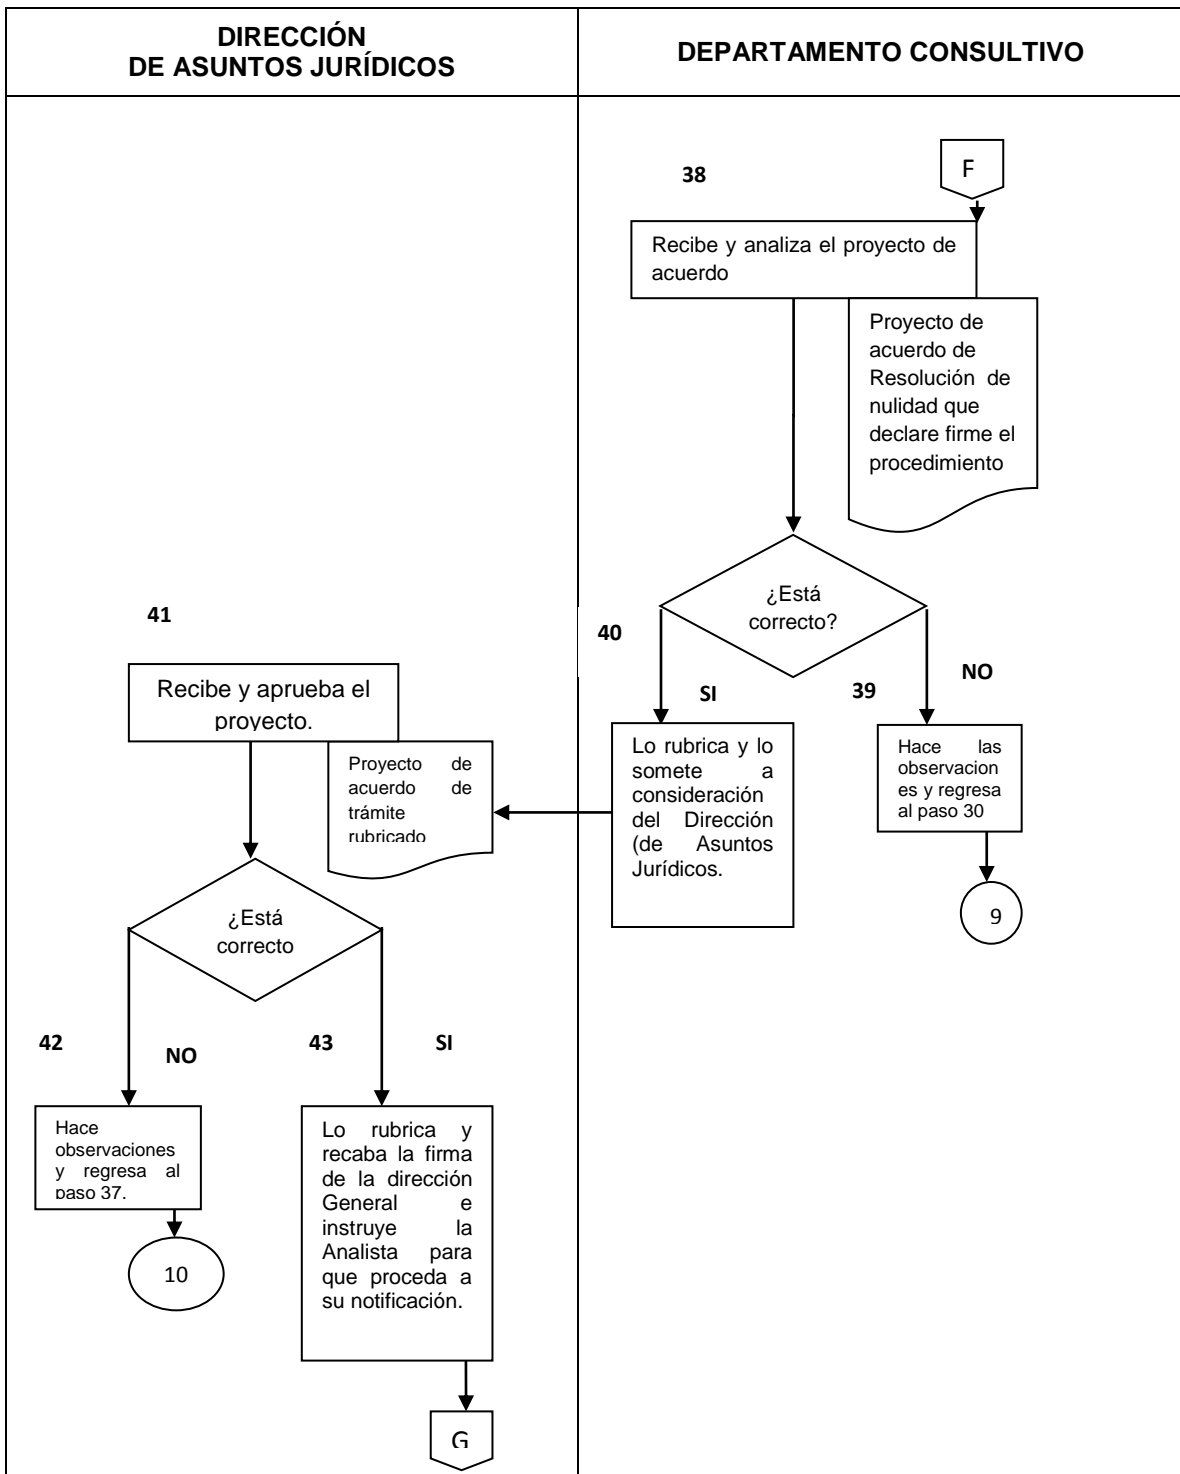 DIRECCIÓN
DE ASUNTOS JURÍDICOS
DEPARTAMENTO CONSULTIVO
F
38
Recibe y analiza el proyecto de
acuerdo
Proyecto de
acuerdo de
Resolución de
nulidad que
declare firme el
procedimiento
¿Está
correcto?
40
SI
39
NO
Lo rubrica y lo
somete a
consideración
del Dirección
(de Asuntos
Jurídicos.
Hace las
observacion
es y regresa
al paso 30
9
41
Recibe y aprueba el
proyecto.
Proyecto de
acuerdo de
trámite
rubricado
¿Está
correcto
42
NO
43
SI
Hace
observaciones
y regresa al
paso 37.
10
Lo rubrica y
recaba la firma
de la dirección
General e
instruye la
Analista para
que proceda a
su notificación.
G